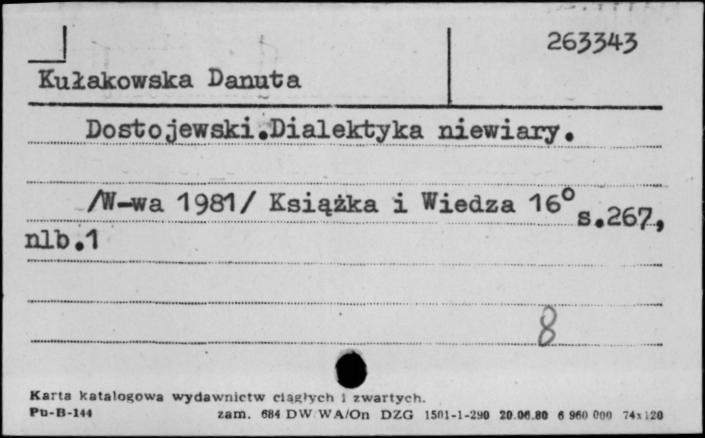 263343
Kułakowska Danuta
Dostojewski.Dialektyka niewiary.
/W-wa 1981/ Książka i Wiedza 16° s.267,
nlb.1
8
Karta katalogowa wydawnictw ciągłych i zwartych.
Pu-B-144 zam. 684 DW WA/On DZG 1501-1-290 20.06.80 6 960 000 74x120